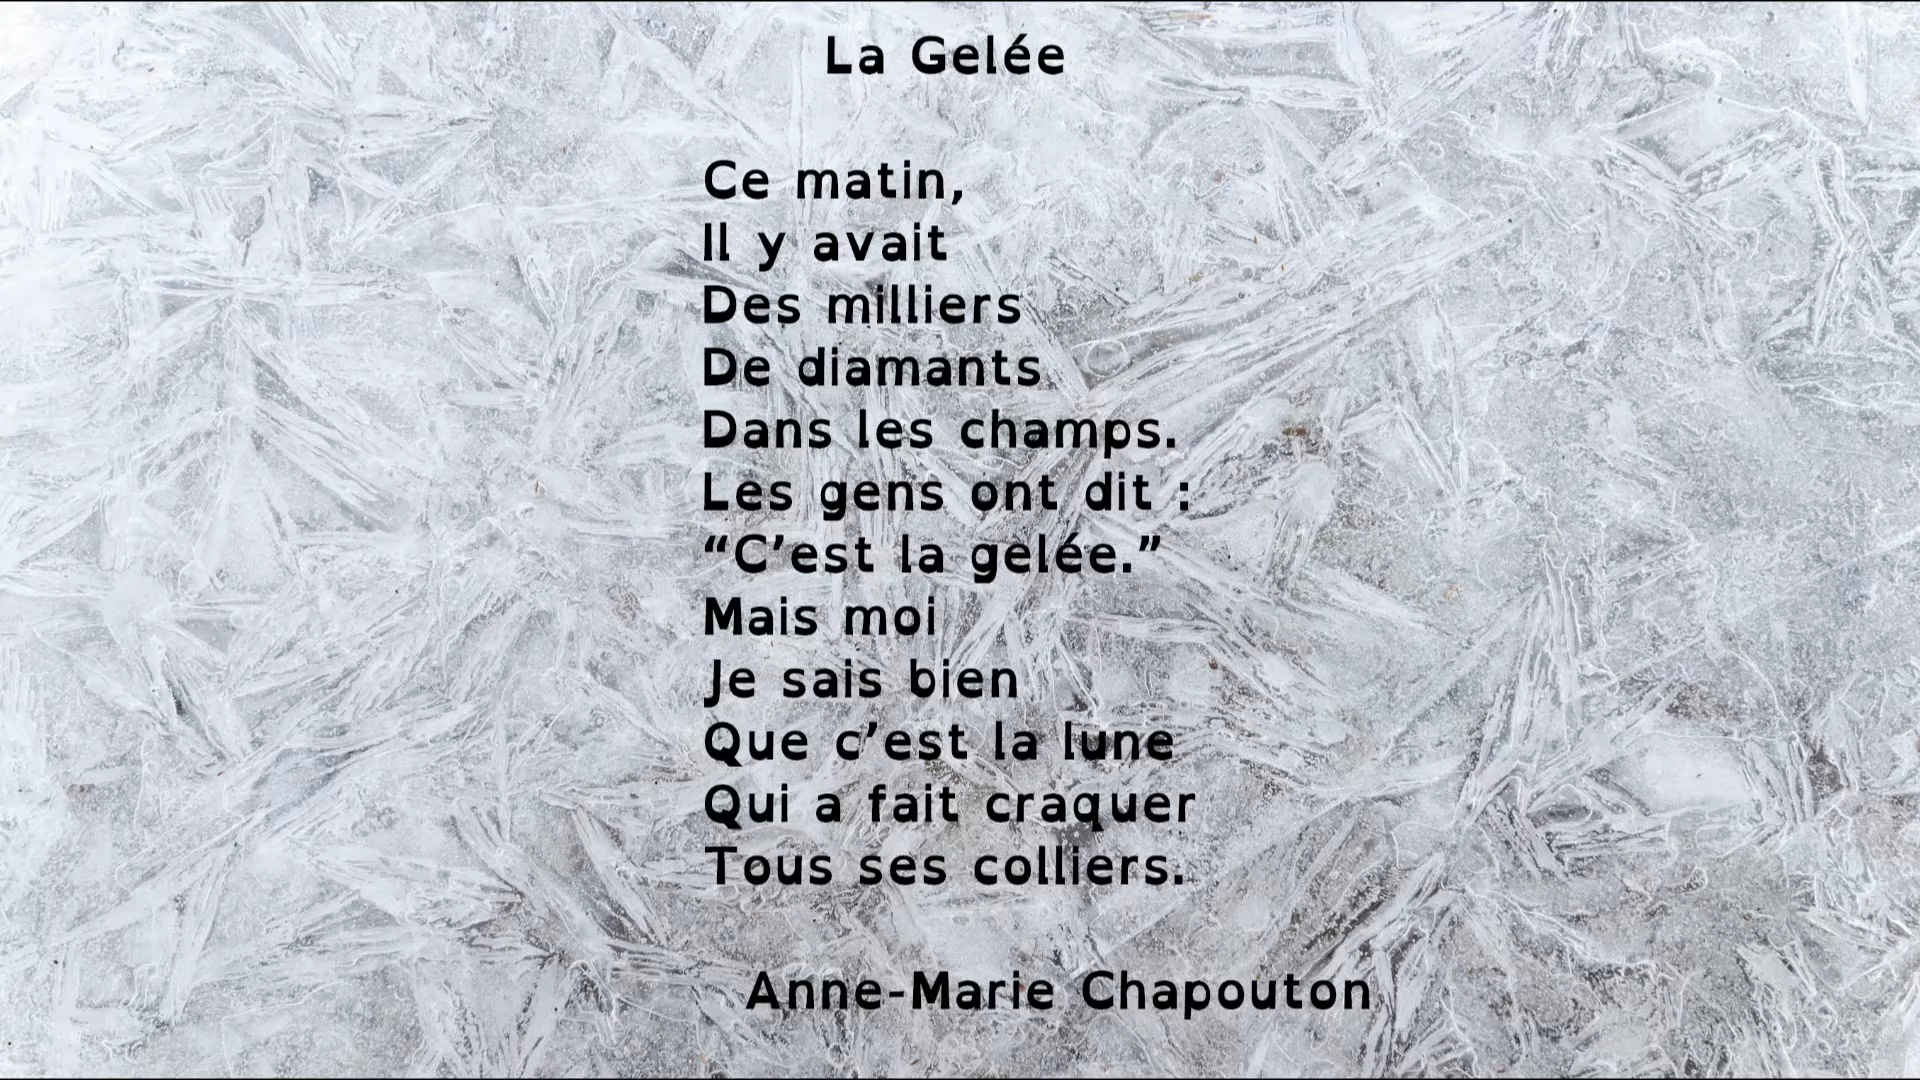 La Gelée
Ce matin,
Il y avait
Des milliers
De diamants
Dans les champs.
Les gens ont dit :
“C’est la gelée.”
Mais moi
Je sais bien
Que c’est la lune
Qui a fait craquer
Tous ses colliers.
Anne-Marie Chapouton